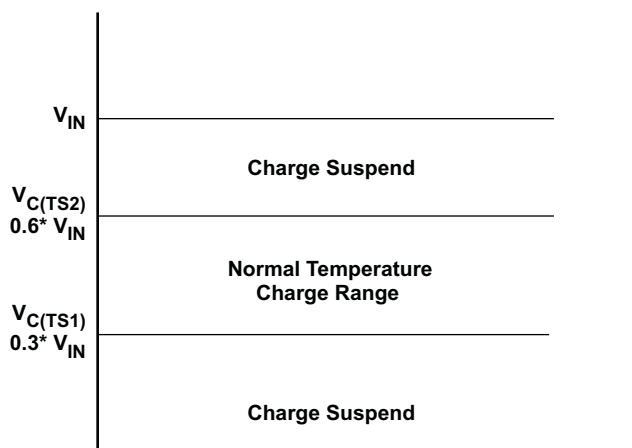 VIN
Charge Suspend
VC(TS2)
0.6* VIN
Normal Temperature
Charge Range
VC(TS1)
0.3* VIN
Charge Suspend